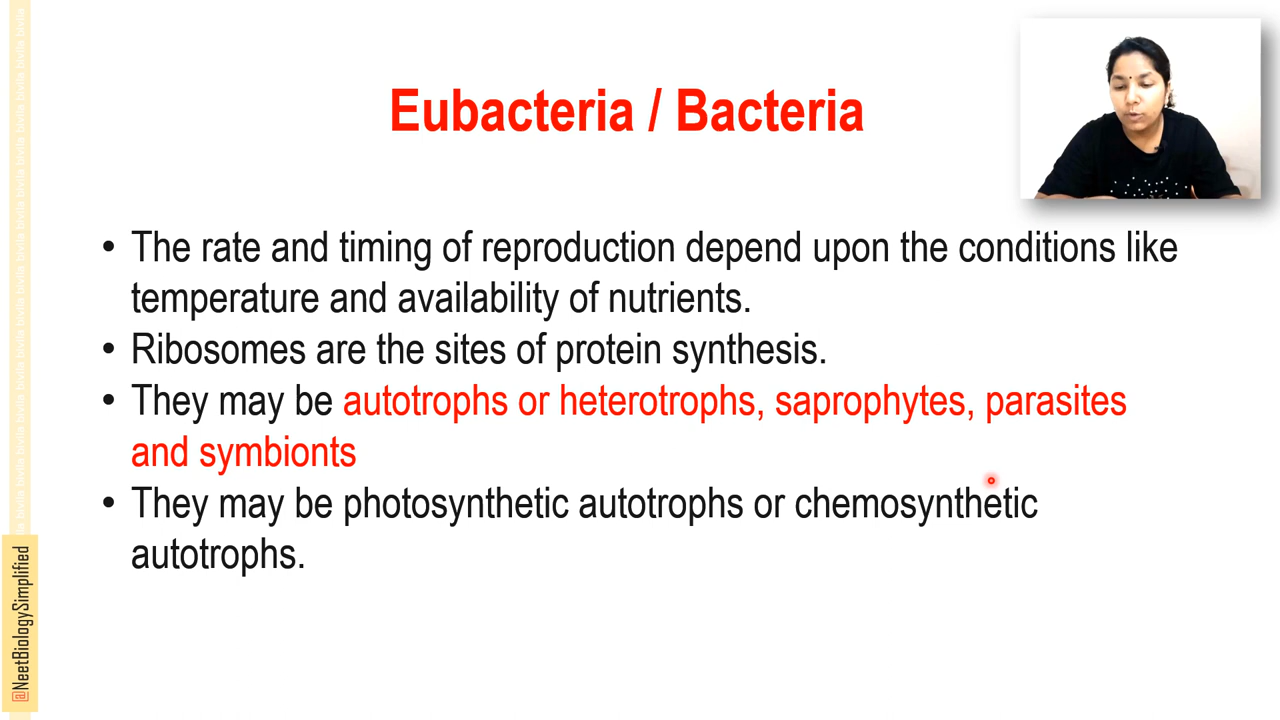 Eubacteria / Bacteria
• The rate and timing of reproduction depend upon the conditions like
temperature and availability of nutrients.
• Ribosomes are the sites of protein synthesis.
• They may be autotrophs or heterotrophs, saprophytes, parasites
and symbionts
• They may be photosynthetic autotrophs or chemosynthetic
autotrophs.
@NeetBiologySimplified